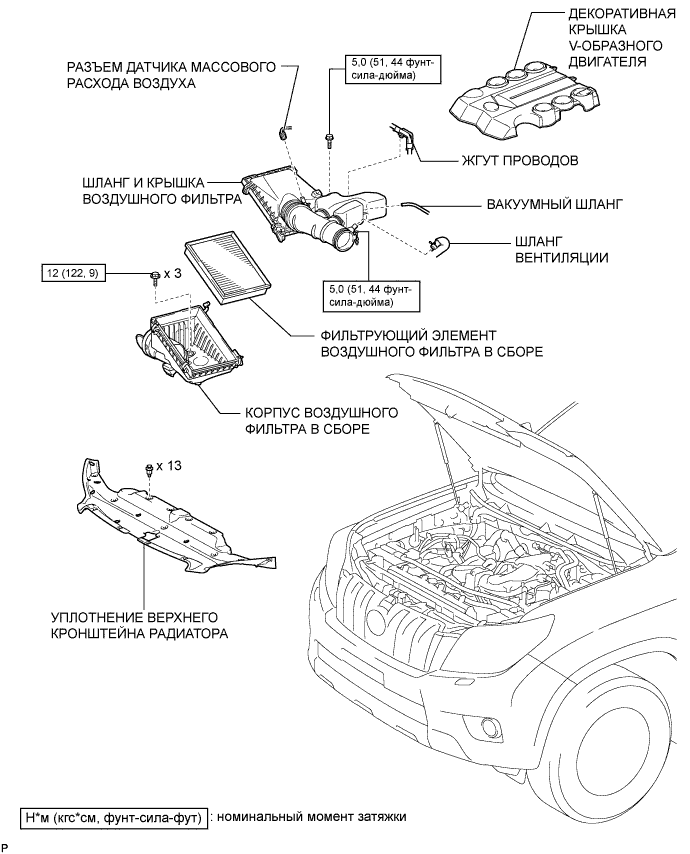 ДЕКОРАТИВНАЯ
КРЫШКА
V-ОБРАЗНОГО
ДВИГАТЕЛЯ
РАЗЪЕМ ДАТЧИКА МАССОВОГО
РАСХОДА ВОЗДУХА
5,0 (51, 44 фунт-
сила-дюйма)
ЖГУТ ПРОВОДОВ
ШЛАНГ И КРЫШКА
ВОЗДУШНОГО ФИЛЬТРА
ВАКУУМНЫЙ ШЛАНГ
ШЛАНГ
ВЕНТИЛЯЦИИ
12 (122, 9)
x 3
5,0 (51, 44 фунт-
сила-дюйма)
ФИЛЬТРУЮЩИЙ ЭЛЕМЕНТ
ВОЗДУШНОГО ФИЛЬТРА В СБОРЕ
КОРПУС ВОЗДУШНОГО
ФИЛЬТРА В СБОРЕ
x 13
УПЛОТНЕНИЕ ВЕРХНЕГО
КРОНШТЕЙНА РАДИАТОРА
Н*м (кгс*см, фунт-сила-фут) : номинальный момент затяжки
P